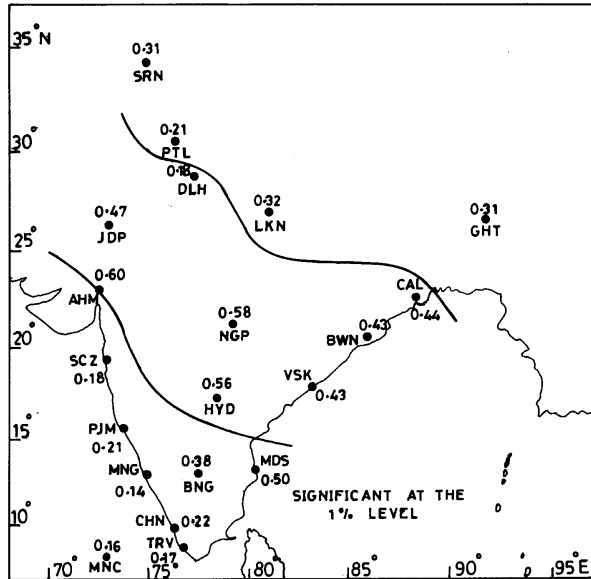 35°N
0·31
SRN
30°
0·21
PTL
0·18
DLH
0·47
JDP
0·32
LKN
0·31
GHT
25°
0·60
AHM
CAL
0·44
0·58
NGP
0·43
BWN
20°
SCZ
0·18
0·56
HYD
VSK
0·43
15°
PJM
0·21
MNG
0·14
0·38
BNG
MDS
0·50
SIGNIFICANT AT THE
1% LEVEL
10°
CHN
0·22
TRV
0·17
0·16
MNC
70° 75° 80° 85° 90° 95°E